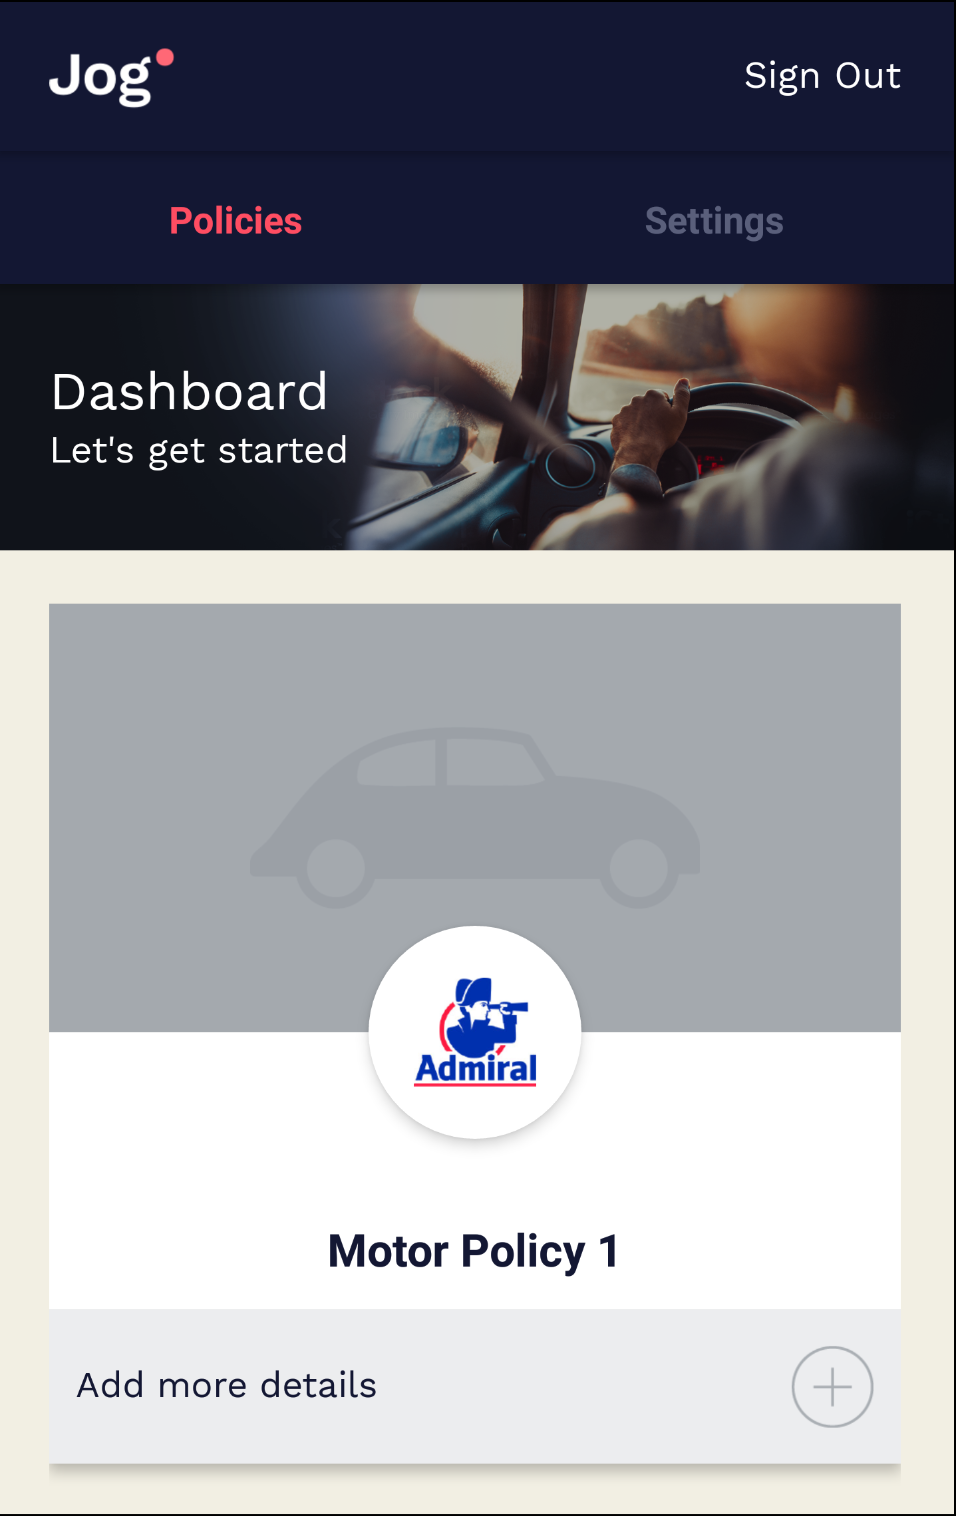 Jog
Sign Out
Policies
Settings
Dashboard
Let's get started
Admiral
Motor Policy 1
Add more details